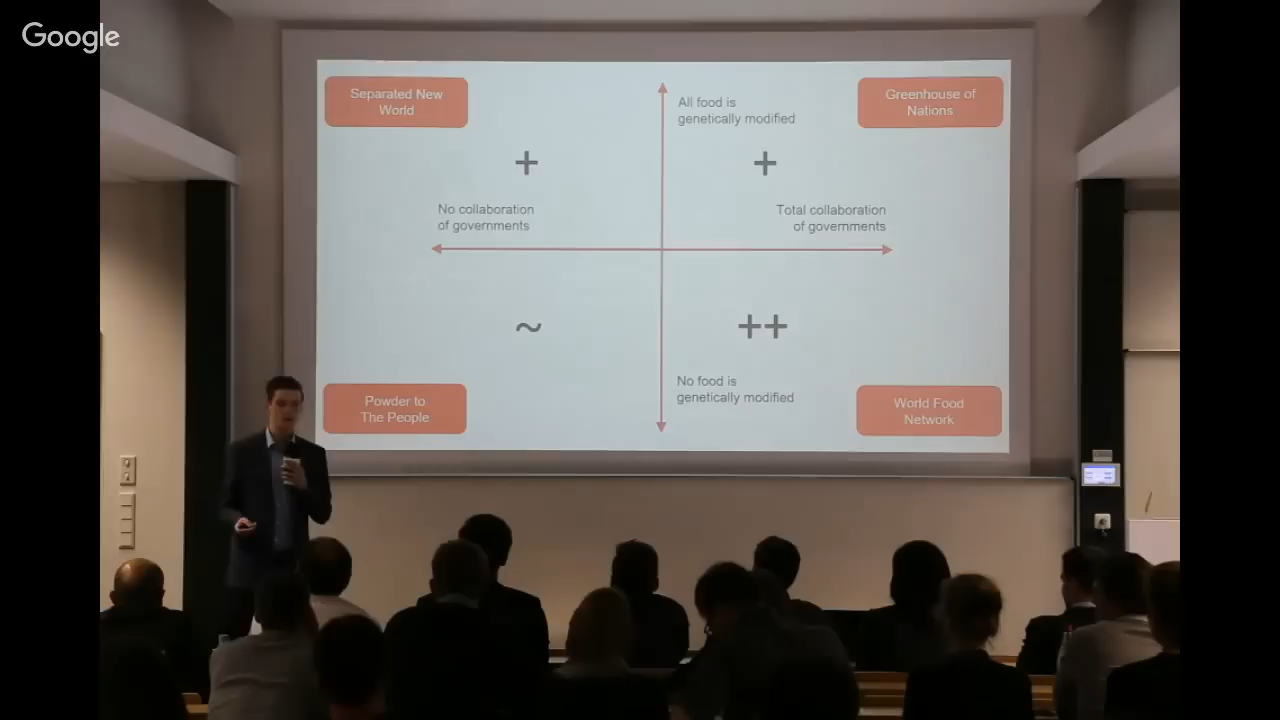 Google
Separated New
World
All food is
genetically modified
Greenhouse of
Nations
+
+
No collaboration
of governments
Total collaboration
of governments
~
++
No food is
genetically modified
Powder to
The People
World Food
Network